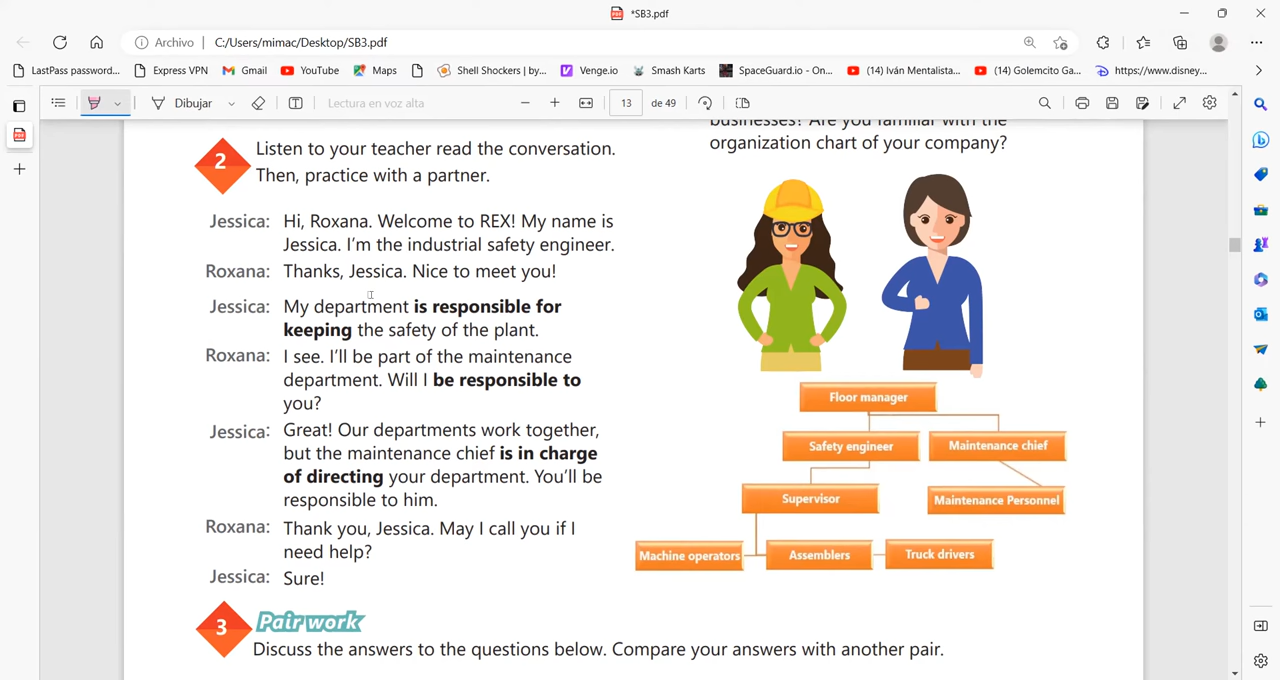 *SB3.pdf
Archivo C:/Users/mimac/Desktop/SB3.pdf
LastPass password... Express VPN Gmail YouTube Maps Shell Shockers | by... Venge.io Smash Karts SpaceGuard.io - On... (14) Iván Mentalista... (14) Golemcito Ga... https://www.disney...
Dibujar Lectura en voz alta 13 de 49
businesses? Are you familiar with the
organization chart of your company?
2
Listen to your teacher read the conversation.
Then, practice with a partner.
Jessica: Hi, Roxana. Welcome to REX! My name is
Jessica. I'm the industrial safety engineer.
Roxana: Thanks, Jessica. Nice to meet you!
Jessica: My department is responsible for
keeping the safety of the plant.
Roxana: I see. I'll be part of the maintenance
department. Will I be responsible to
you?
Jessica: Great! Our departments work together,
but the maintenance chief is in charge
of directing your department. You'll be
responsible to him.
Roxana: Thank you, Jessica. May I call you if I
need help?
Jessica: Sure!
Floor manager
Safety engineer Maintenance chief
Supervisor Maintenance Personnel
Machine operators Assemblers Truck drivers
3 Pair work
Discuss the answers to the questions below. Compare your answers with another pair.